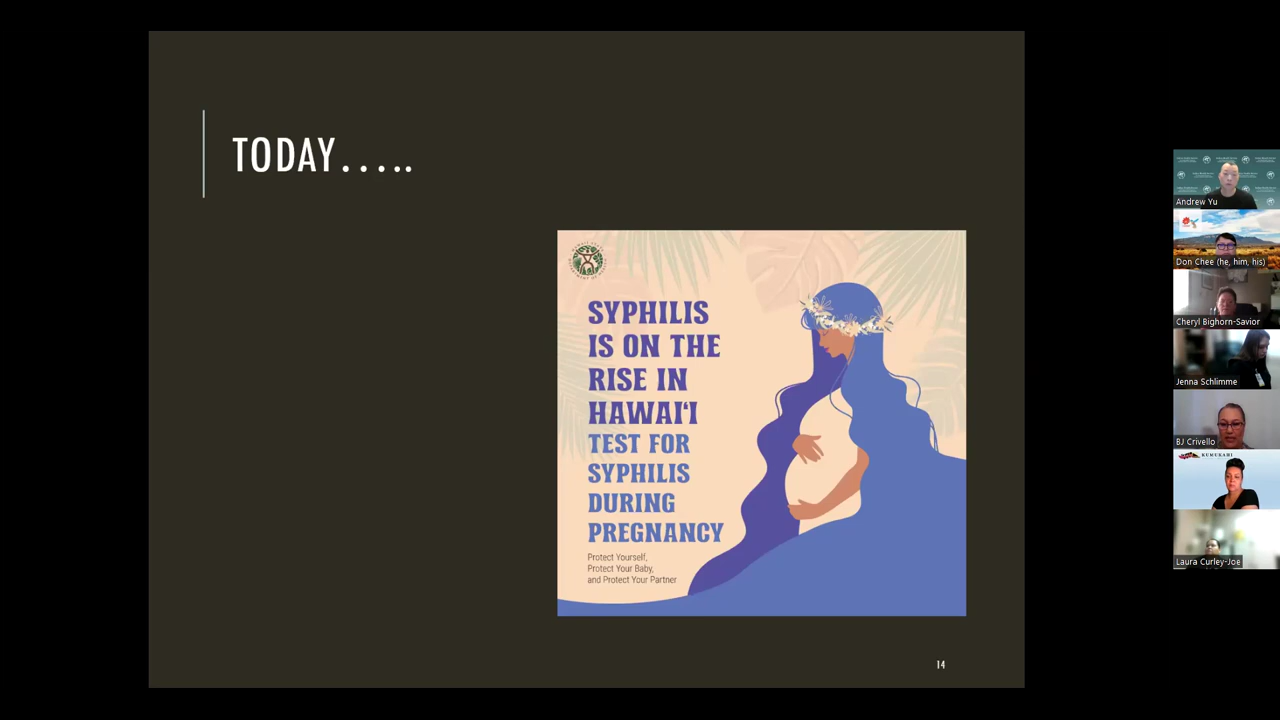 TODAY.....
SYPHILIS
IS ON THE
RISE IN
HAWAIʻI
TEST FOR
SYPHILIS
DURING
PREGNANCY
Protect Yourself,
Protect Your Baby,
and Protect Your Partner
14
Andrew Yu
Don Chee (he, him, his)
Cheryl Bighorn-Savior
Jenna Schlimme
BJ Crivello
KUMUKAHI
Laura Curley-Joe